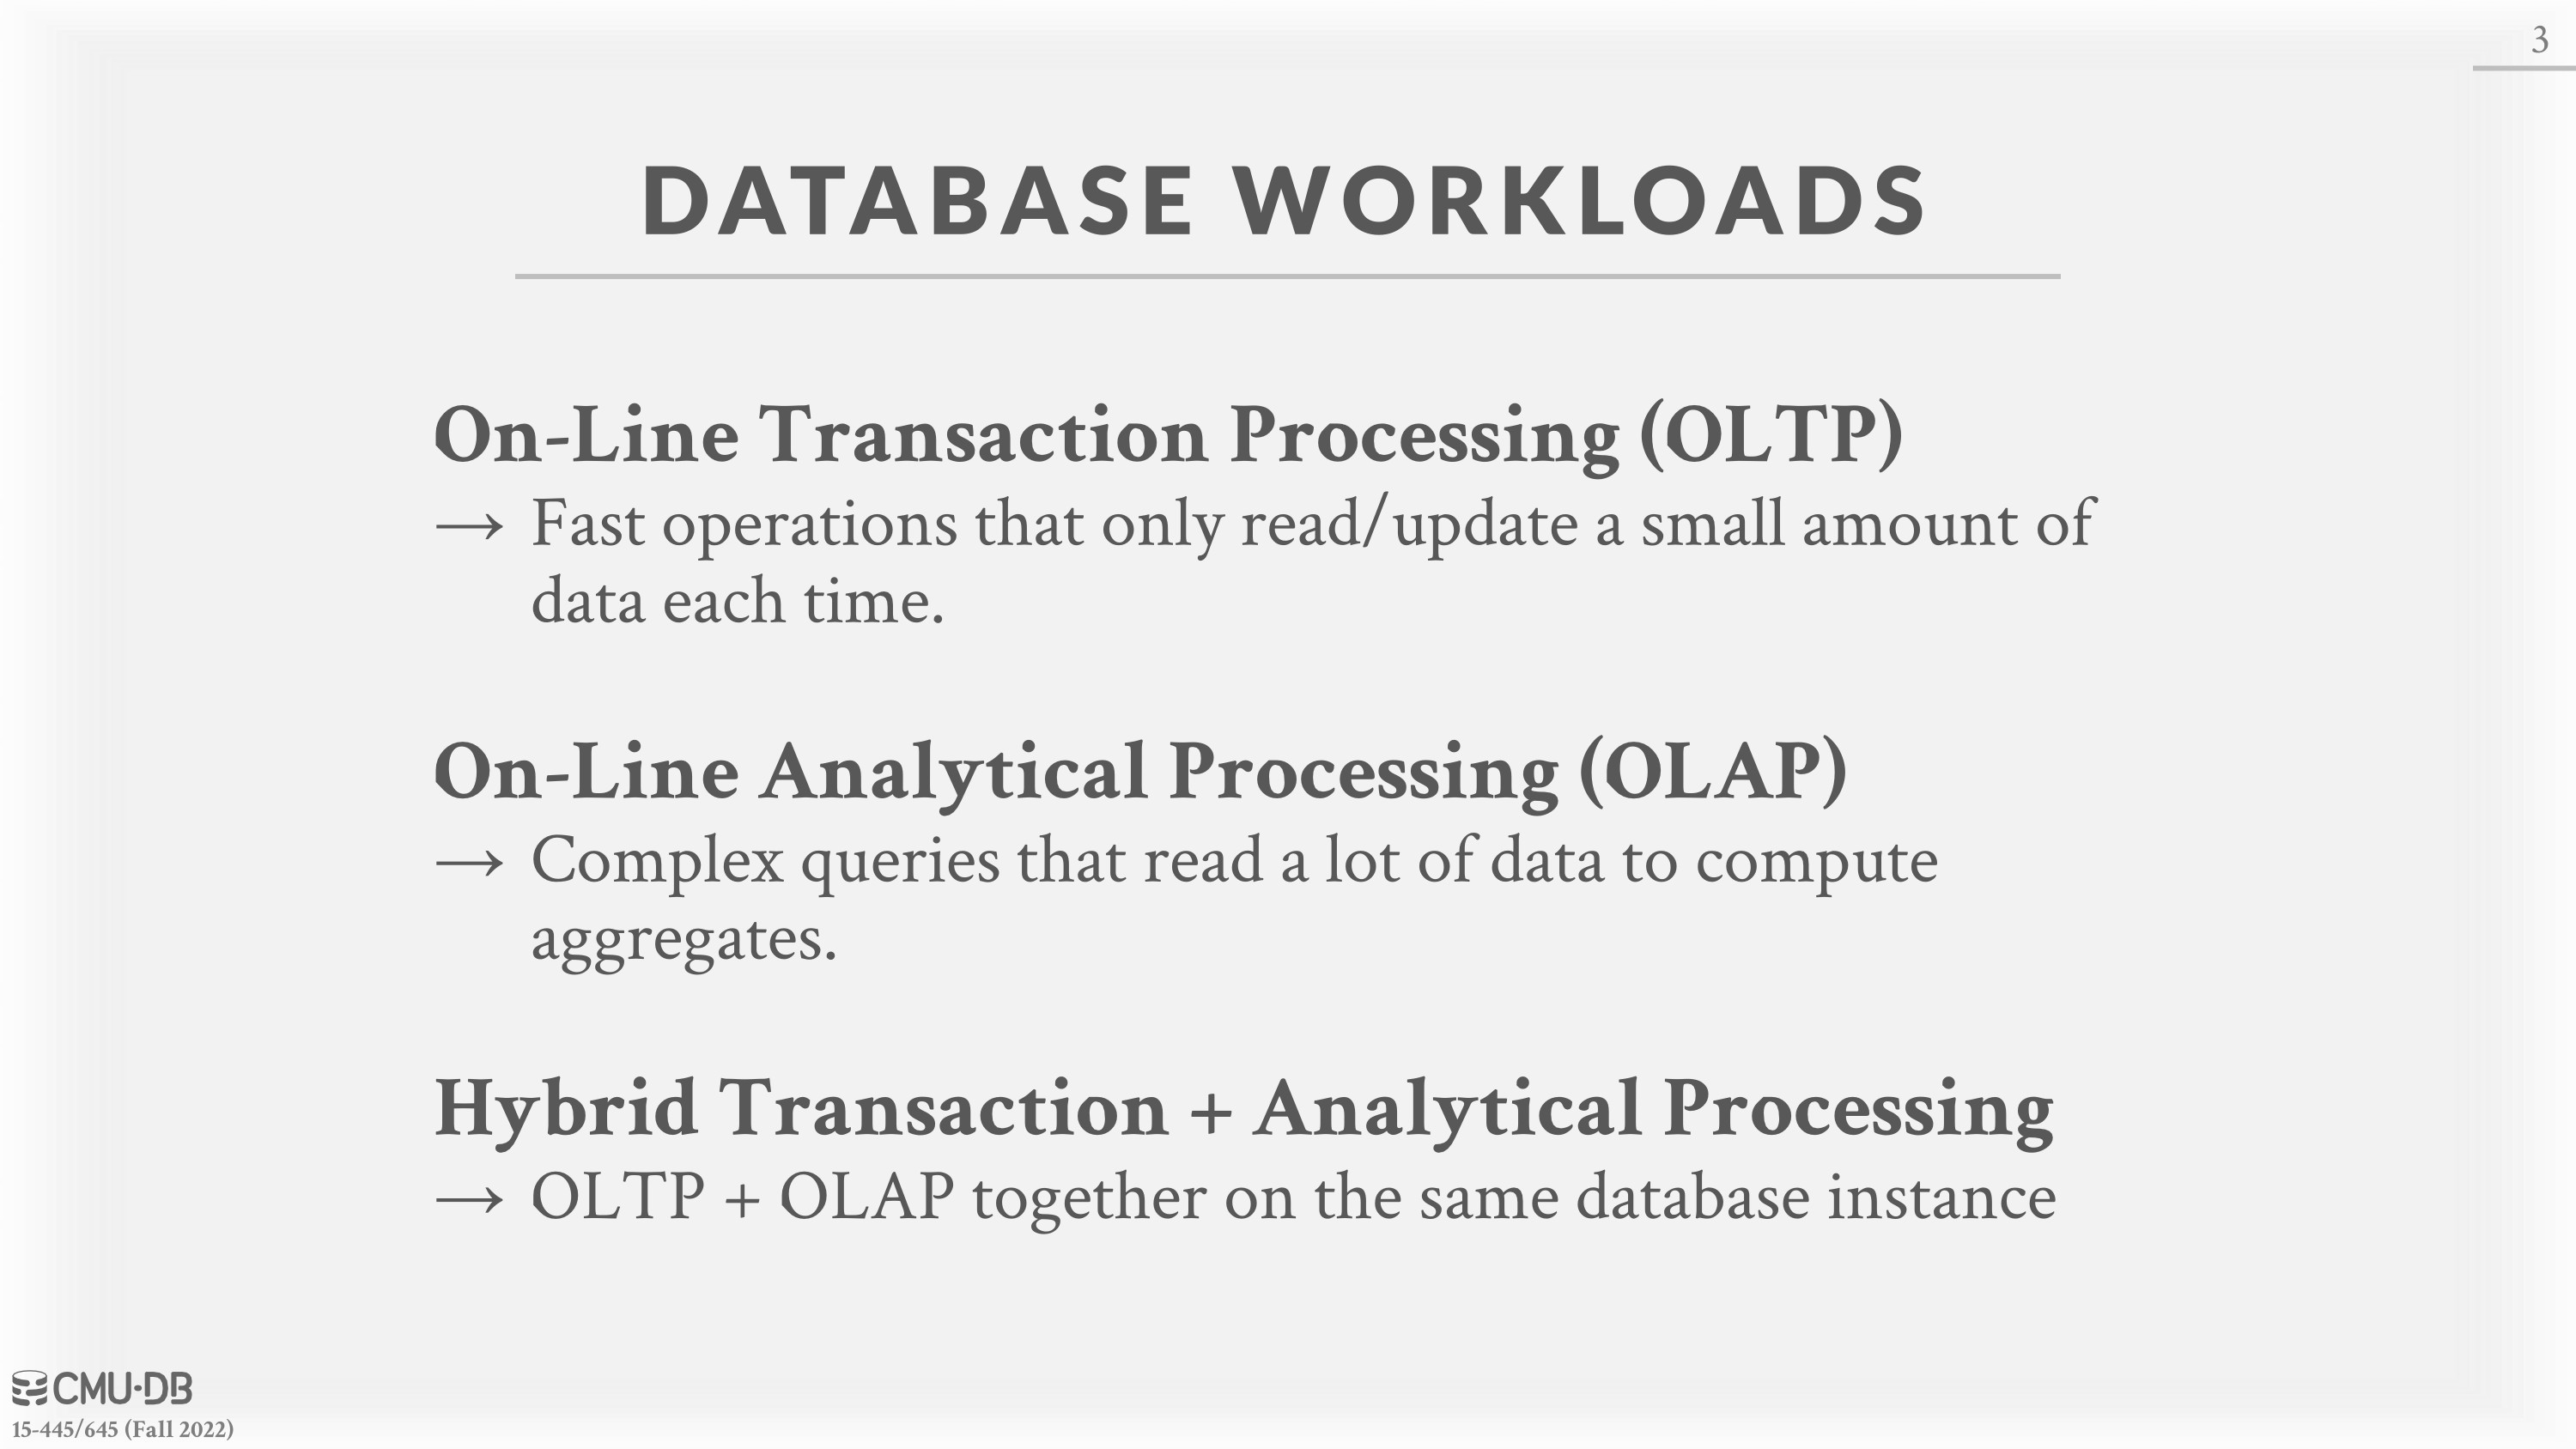 3
DATABASE WORKLOADS
On-Line Transaction Processing (OLTP)
→ Fast operations that only read/update a small amount of
data each time.
On-Line Analytical Processing (OLAP)
→ Complex queries that read a lot of data to compute
aggregates.
Hybrid Transaction + Analytical Processing
→ OLTP + OLAP together on the same database instance
CMU·DB
15-445/645 (Fall 2022)